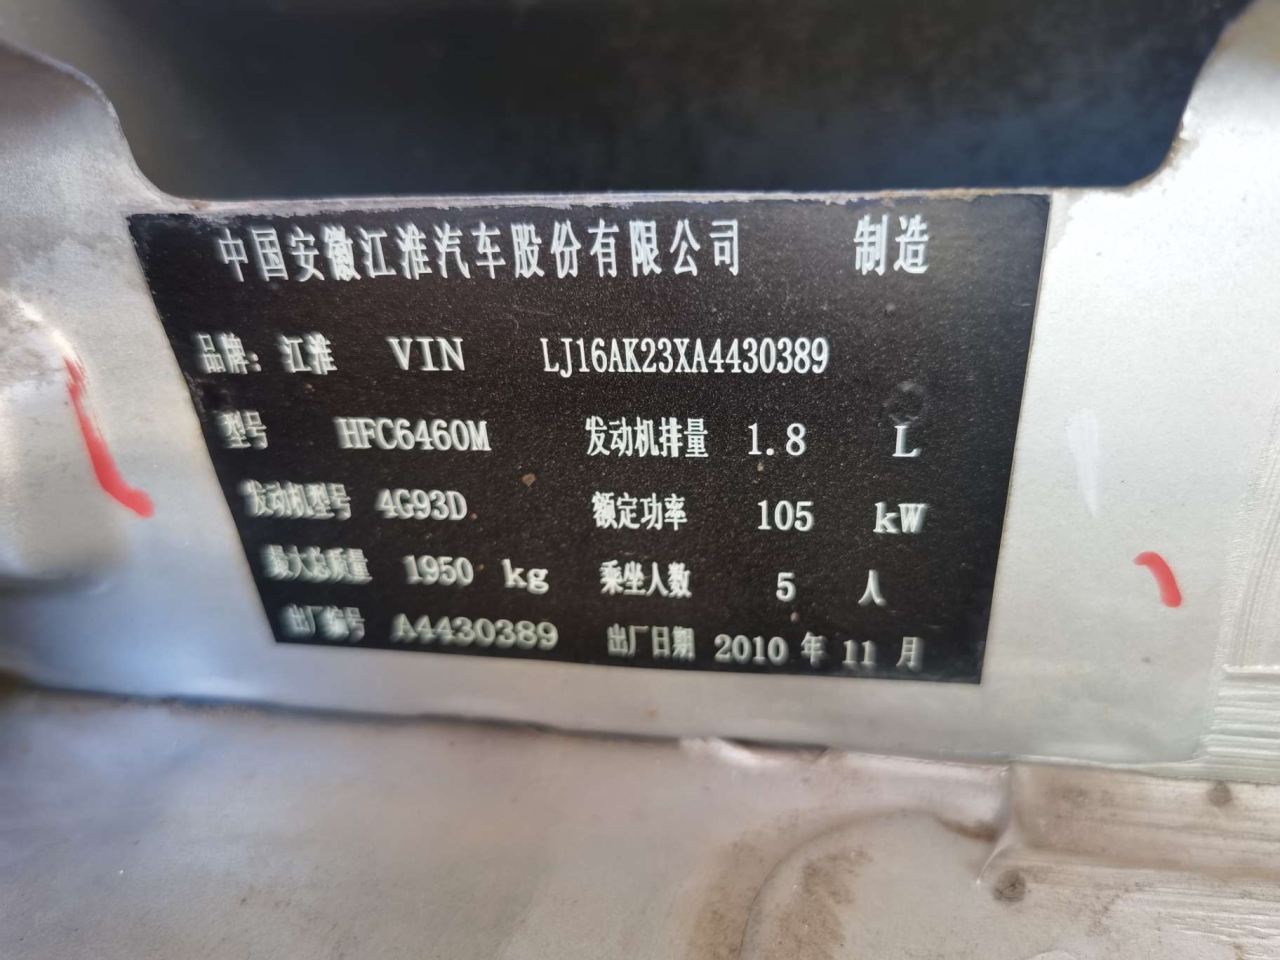 中国安徽江淮汽车股份有限公司 制造
品牌: 江淮 VIN LJ16AK23XA4430389
型号 HFC6460M 发动机排量 1.8 L
发动机型号 4G93D 额定功率 105 kW
最大总质量 1950 kg 乘坐人数 5 人
出厂编号 A4430389 出厂日期 2010 年 11 月